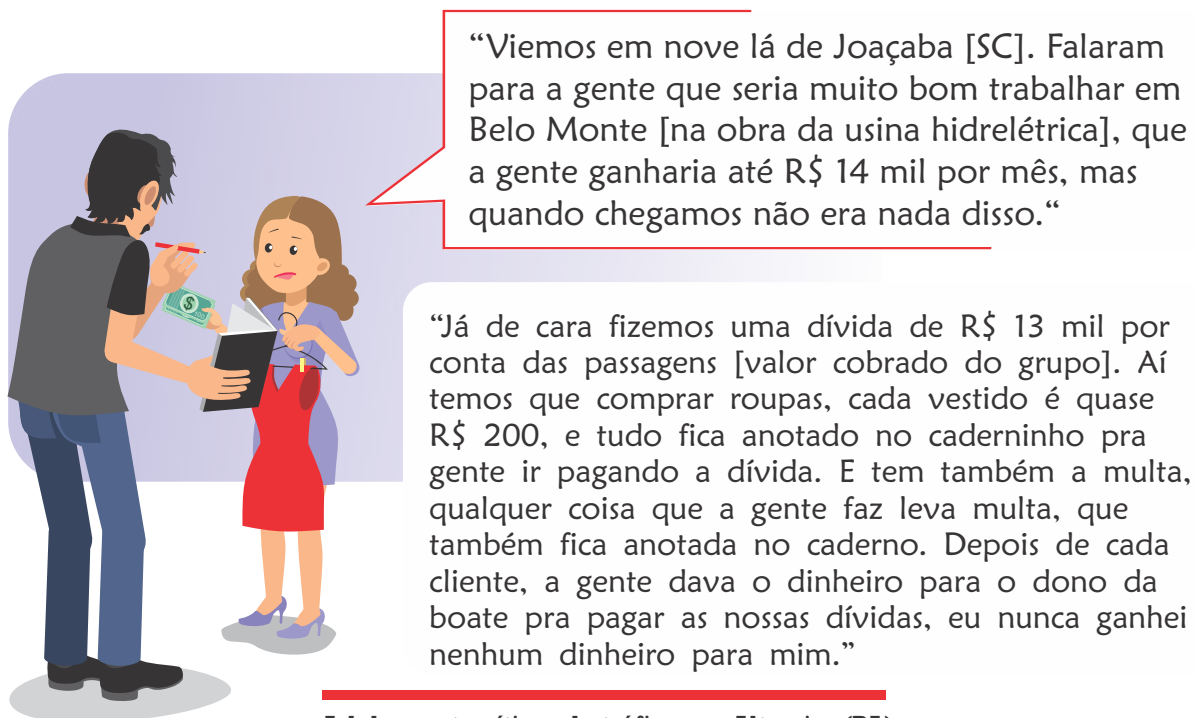 “Viemos em nove lá de Joaçaba [SC]. Falaram
para a gente que seria muito bom trabalhar em
Belo Monte [na obra da usina hidrelétrica], que
a gente ganharia até R$ 14 mil por mês, mas
quando chegamos não era nada disso.“
“Já de cara fizemos uma dívida de R$ 13 mil por
conta das passagens [valor cobrado do grupo]. Aí
temos que comprar roupas, cada vestido é quase
R$ 200, e tudo fica anotado no caderninho pra
gente ir pagando a dívida. E tem também a multa,
qualquer coisa que a gente faz leva multa, que
também fica anotada no caderno. Depois de cada
cliente, a gente dava o dinheiro para o dono da
boate pra pagar as nossas dívidas, eu nunca ganhei
nenhum dinheiro para mim.”